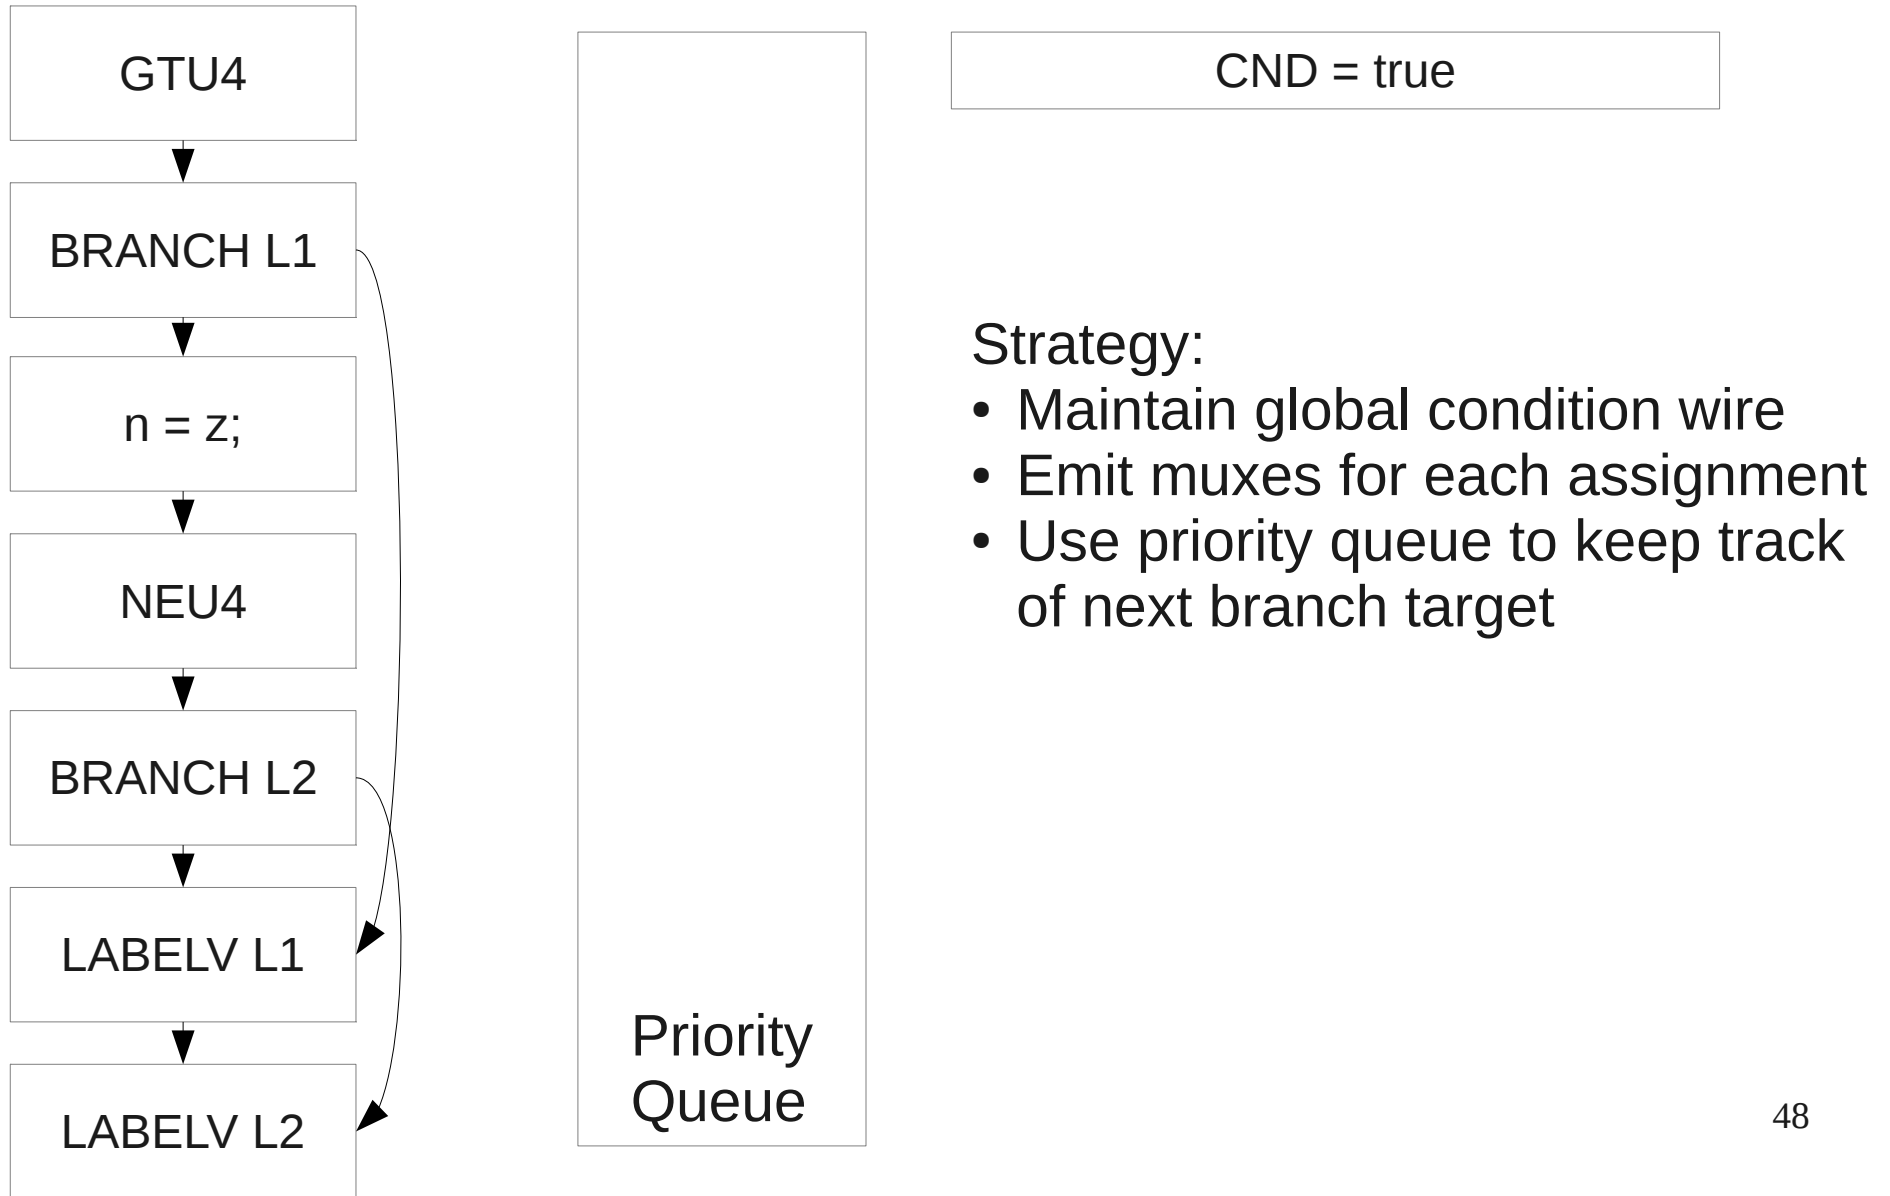 GTU4
BRANCH L1
n = z;
NEU4
BRANCH L2
LABELV L1
LABELV L2
Priority
Queue
CND = true
Strategy:
• Maintain global condition wire
• Emit muxes for each assignment
• Use priority queue to keep track
of next branch target
48